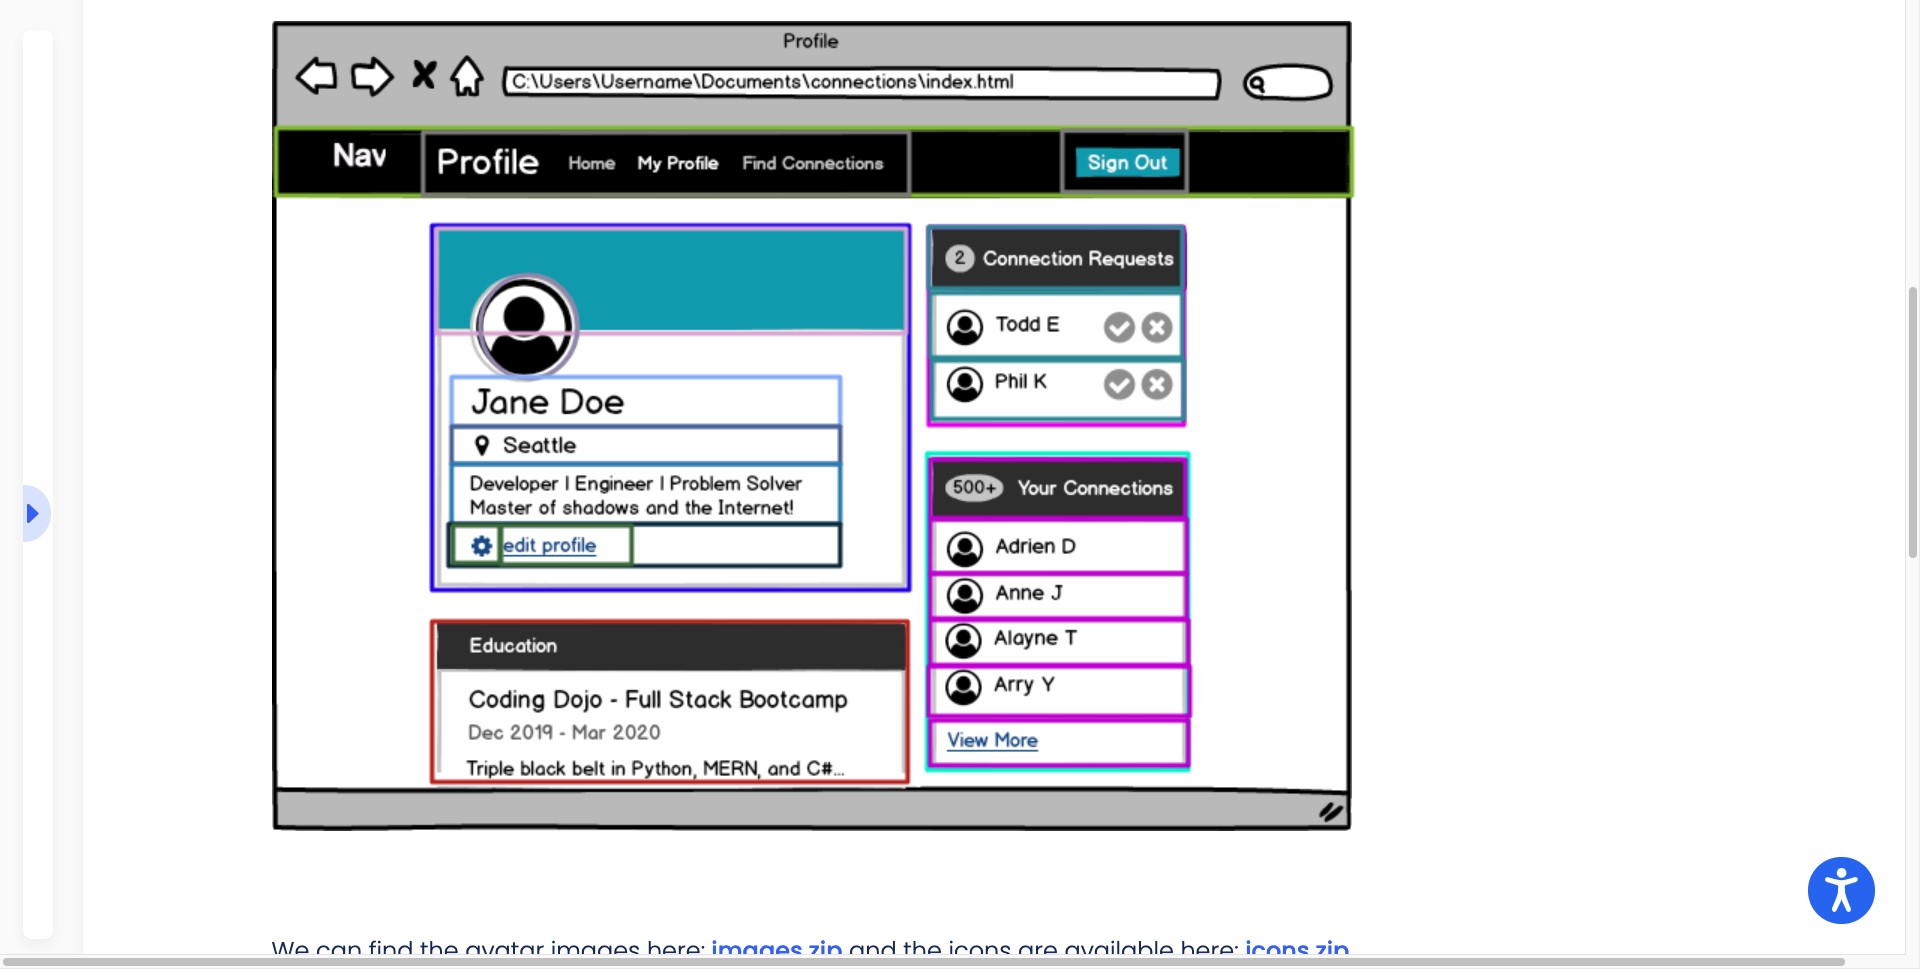 Profile
C:\Users\Username\Documents\connections\index.html
Nav Profile Home My Profile Find Connections Sign Out
Jane Doe
Seattle
Developer | Engineer | Problem Solver
Master of shadows and the Internet!
edit profile
Education
Coding Dojo - Full Stack Bootcamp
Dec 2019 - Mar 2020
Triple black belt in Python, MERN, and C#...
2 Connection Requests
Todd E
Phil K
500+ Your Connections
Adrien D
Anne J
Alayne T
Arry Y
View More
We can find the avatar images here: images.zip and the icons are available here: icons.zip